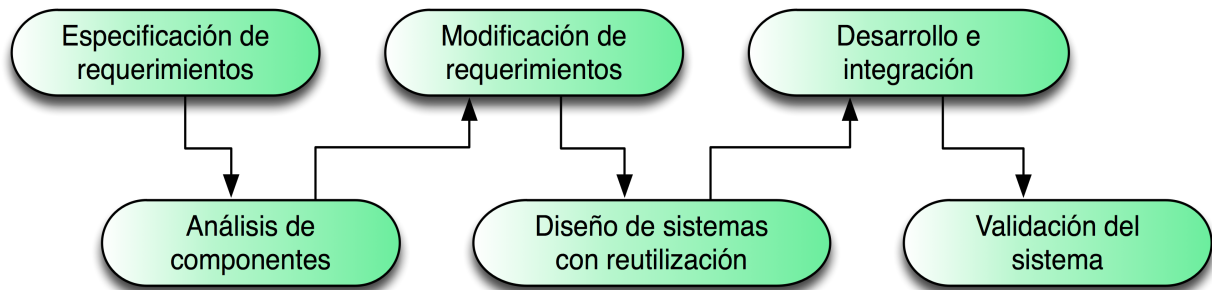 Especificación de
requerimientos
Modificación de
requerimientos
Desarrollo e
integración
Análisis de
componentes
Diseño de sistemas
con reutilización
Validación del
sistema